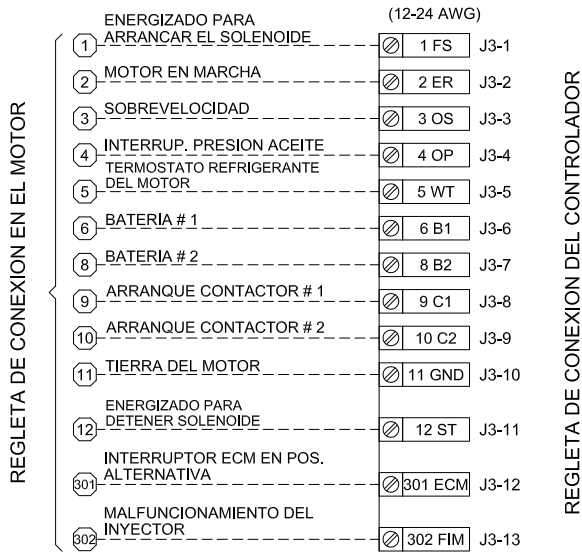 (12-24 AWG)
ENERGIZADO PARA
ARRANCAR EL SOLENOIDE
1 1 FS J3-1
MOTOR EN MARCHA
2 2 ER J3-2
SOBREVELOCIDAD
3 3 OS J3-3
INTERRUP. PRESION ACEITE
4 4 OP J3-4
TERMOSTATO REFRIGERANTE
DEL MOTOR
5 5 WT J3-5
BATERIA # 1
6 6 B1 J3-6
BATERIA # 2
8 8 B2 J3-7
ARRANQUE CONTACTOR # 1
9 9 C1 J3-8
ARRANQUE CONTACTOR # 2
10 10 C2 J3-9
TIERRA DEL MOTOR
11 11 GND J3-10
ENERGIZADO PARA
DETENER SOLENOIDE
12 12 ST J3-11
INTERRUPTOR ECM EN POS.
ALTERNATIVA
301 301 ECM J3-12
MALFUNCIONAMIENTO DEL
INYECTOR
302 302 FIM J3-13
REGLETA DE CONEXION EN EL MOTOR
REGLETA DE CONEXION DEL CONTROLADOR